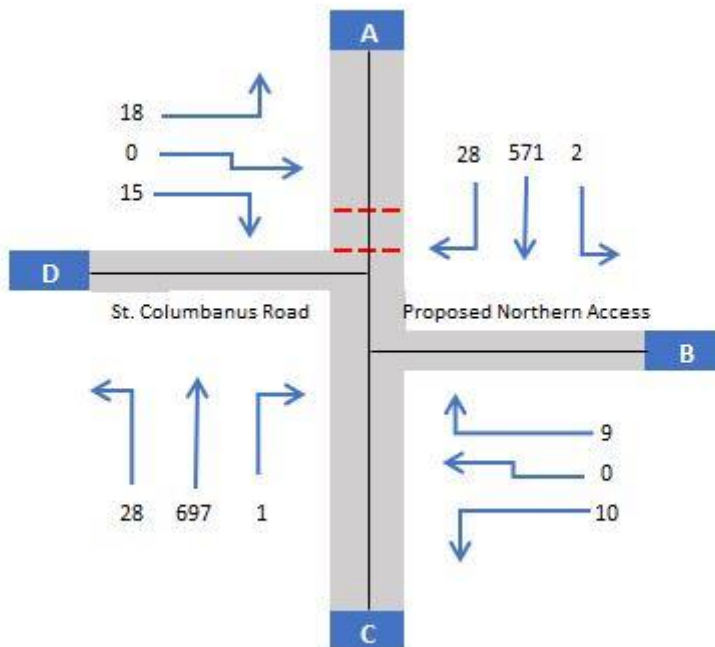 A
18
0
15
28 571 2
D
St. Columbanus Road
Proposed Northern Access
B
28 697 1
9
0
10
C